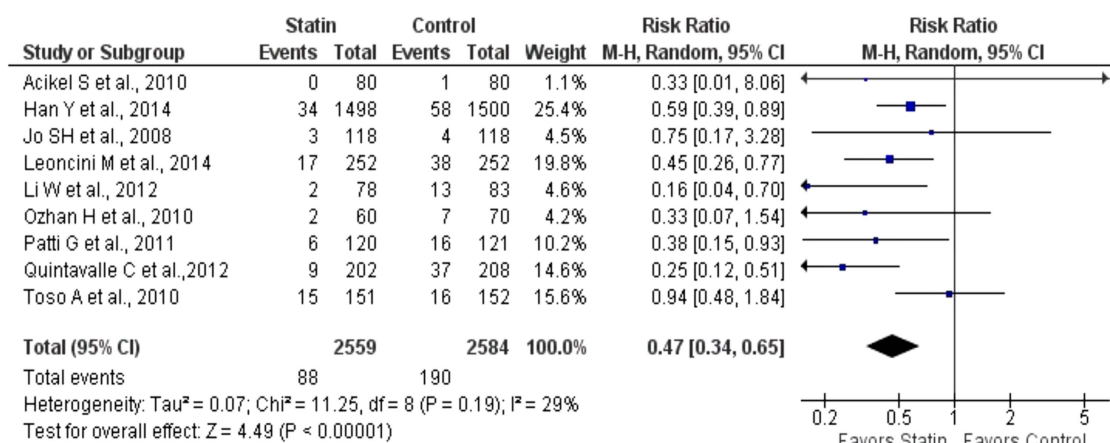 Statin Control Risk Ratio Risk Ratio
Study or Subgroup Events Total Events Total Weight M-H, Random, 95% CI M-H, Random, 95% CI
Acikel S et al., 2010 0 80 1 80 1.1% 0.33 [0.01, 8.06]
Han Y et al., 2014 34 1498 58 1500 25.4% 0.59 [0.39, 0.89]
Jo SH et al., 2008 3 118 4 118 4.5% 0.75 [0.17, 3.28]
Leoncini M et al., 2014 17 252 38 252 19.8% 0.45 [0.26, 0.77]
Li W et al., 2012 2 78 13 83 4.6% 0.16 [0.04, 0.70]
Ozhan H et al., 2010 2 60 7 70 4.2% 0.33 [0.07, 1.54]
Patti G et al., 2011 6 120 16 121 10.2% 0.38 [0.15, 0.93]
Quintavalle C et al.,2012 9 202 37 208 14.6% 0.25 [0.12, 0.51]
Toso A et al., 2010 15 151 16 152 15.6% 0.94 [0.48, 1.84]
Total (95% CI) 2559 2584 100.0% 0.47 [0.34, 0.65]
Total events 88 190
Heterogeneity: Tau² = 0.07; Chi² = 11.25, df = 8 (P = 0.19); I² = 29%
Test for overall effect: Z = 4.49 (P < 0.00001)
0.2 0.5 1 2 5
Favors Statin Favors Control